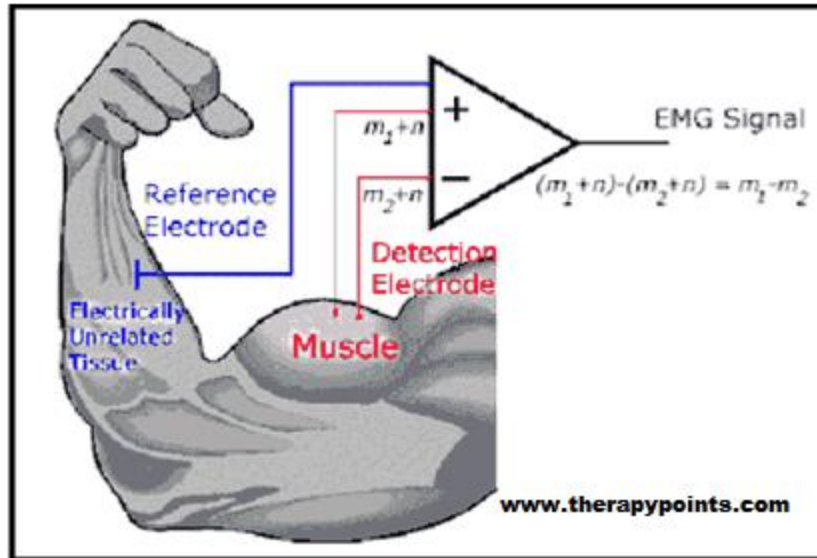 +
m₁+n
EMG Signal
−
m₂+n
(m₁+n)-(m₂+n) = m₁-m₂
Reference
Electrode
Detection
Electrode
Electrically
Unrelated
Tissue
Muscle
www.therapypoints.com